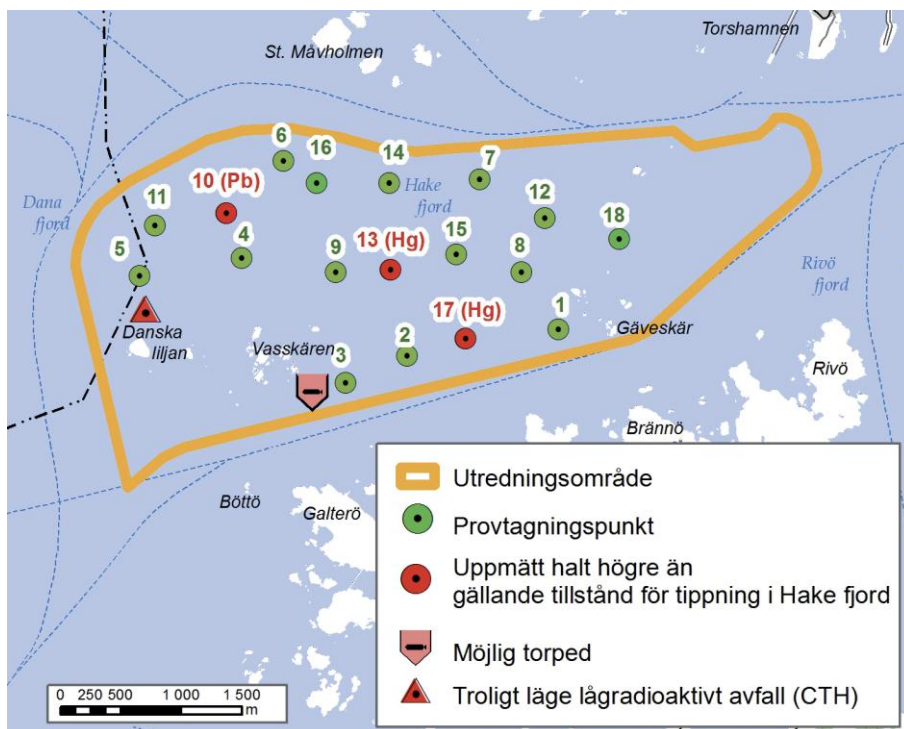 Torshamnen
St. Måvholmen
6
16
14
7
10 (Pb)
Hake
fjord
Dana
fjord
11
12
18
4
13 (Hg)
15
5
9
8
Rivö
fjord
17 (Hg)
1
Danska
liljan
Gäveskär
Vasskären
2
3
Rivö
Brännö
Böttö
Galterö
Utredningsområde
Provtagningspunkt
Uppmätt halt högre än
gällande tillstånd för tippning i Hake fjord
Möjlig torped
Troligt läge lågradioaktivt avfall (CTH)
0 250 500 1 000 1 500
m